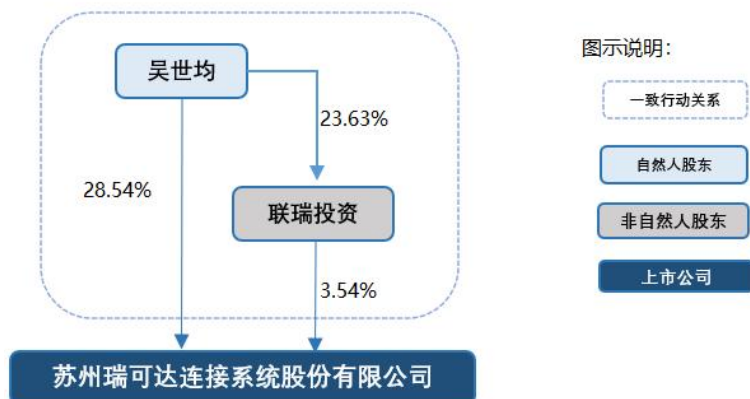 图示说明：
吴世均
一致行动关系
23.63%
自然人股东
28.54%
联瑞投资
非自然人股东
上市公司
3.54%
苏州瑞可达连接系统股份有限公司